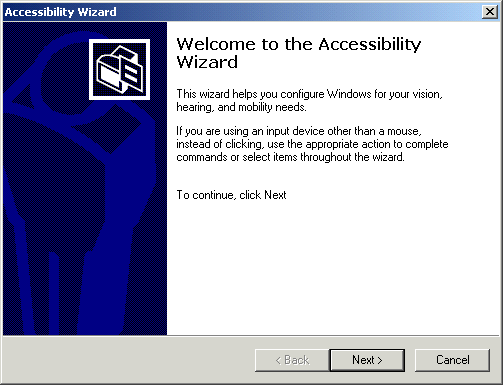 Accessibility Wizard
Welcome to the Accessibility
Wizard
This wizard helps you configure Windows for your vision,
hearing, and mobility needs.
If you are using an input device other than a mouse,
instead of clicking, use the appropriate action to complete
commands or select items throughout the wizard.
To continue, click Next
< Back Next > Cancel